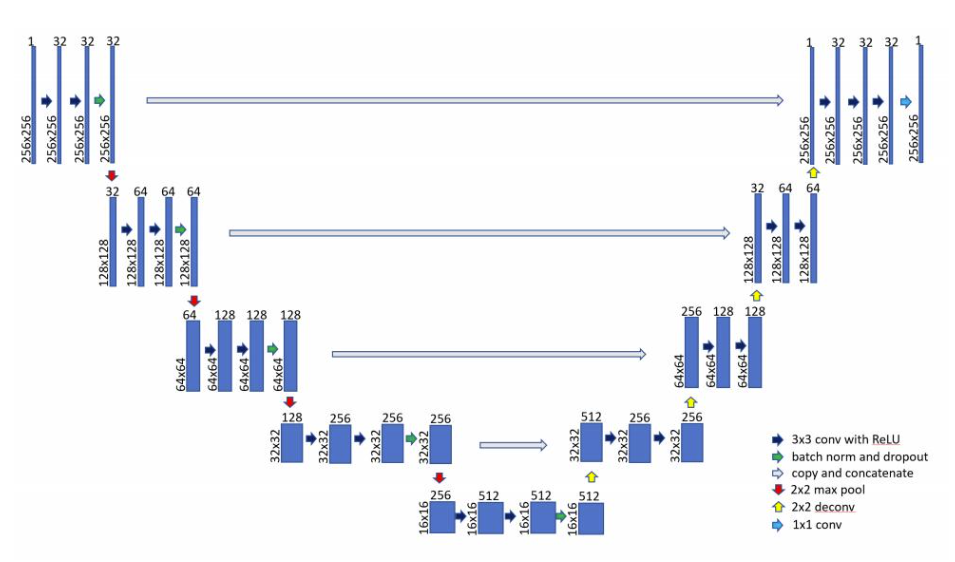 1 32 32 32
256x256 256x256 256x256 256x256
1 32 32 32 1
256x256 256x256 256x256 256x256 256x256
32 64 64 64
128x128 128x128 128x128 128x128
32 64 64
128x128 128x128 128x128
64 128 128 128
64x64 64x64 64x64 64x64
256 128 128
64x64 64x64 64x64
128 256 256 256
32x32 32x32 32x32 32x32
512 256 256
32x32 32x32 32x32
256 512 512 512
16x16 16x16 16x16 16x16
3x3 conv with ReLU
batch norm and dropout
copy and concatenate
2x2 max pool
2x2 deconv
1x1 conv